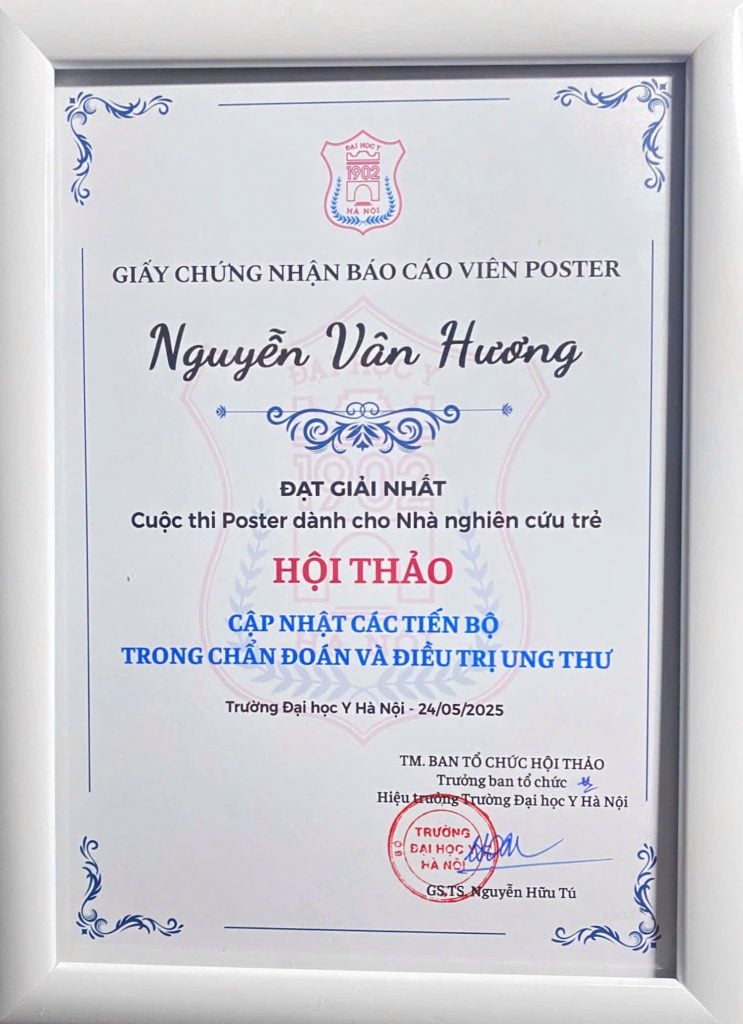 ĐẠI HỌC Y
1902
HÀ NỘI
GIẤY CHỨNG NHẬN BÁO CÁO VIÊN POSTER
Nguyễn Vân Hương
ĐẠT GIẢI NHẤT
Cuộc thi Poster dành cho Nhà nghiên cứu trẻ
HỘI THẢO
CẬP NHẬT CÁC TIẾN BỘ
TRONG CHẨN ĐOÁN VÀ ĐIỀU TRỊ UNG THƯ
Trường Đại học Y Hà Nội - 24/05/2025
TM. BAN TỔ CHỨC HỘI THẢO
Trưởng ban tổ chức
Hiệu trưởng Trường Đại học Y Hà Nội
BỘ
TRƯỜNG
ĐẠI HỌC Y
HÀ NỘI
GS.TS. Nguyễn Hữu Tú